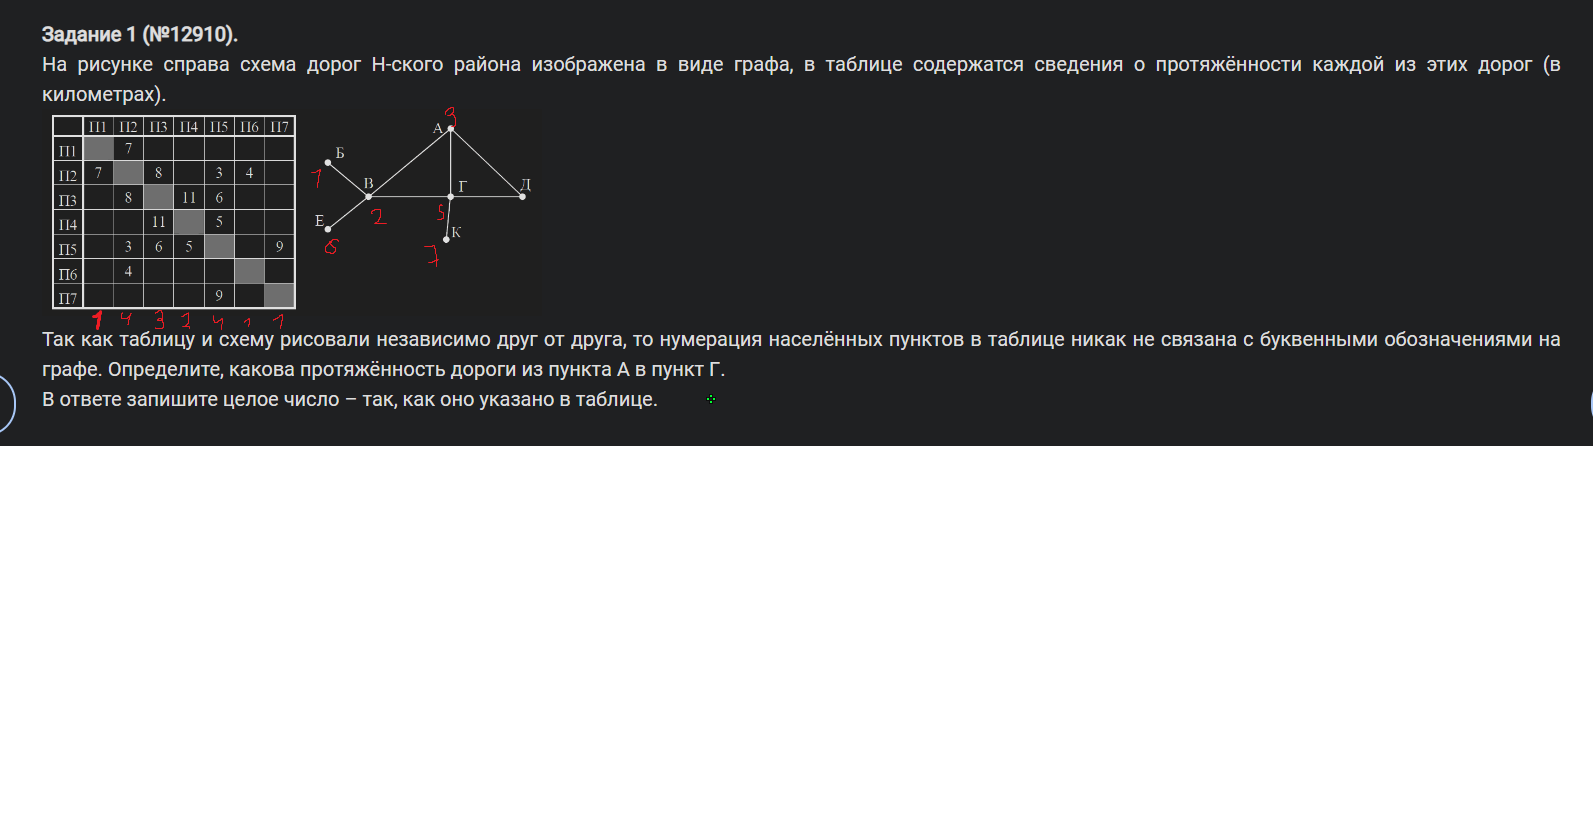 Задание 1 (№12910).
На рисунке справа схема дорог Н-ского района изображена в виде графа, в таблице содержатся сведения о протяжённости каждой из этих дорог (в
километрах).
П1 П2 П3 П4 П5 П6 П7
П1 7
П2 7 8 3 4
П3 8 11 6
П4 11 5
П5 3 6 5 9
П6 4
П7 9
1 4 3 2 4 1 1
3
А
Б
1
В
2
Г
5
Д
Е
6
К
7
Так как таблицу и схему рисовали независимо друг от друга, то нумерация населённых пунктов в таблице никак не связана с буквенными обозначениями на
графе. Определите, какова протяжённость дороги из пункта А в пункт Г.
В ответе запишите целое число – так, как оно указано в таблице.